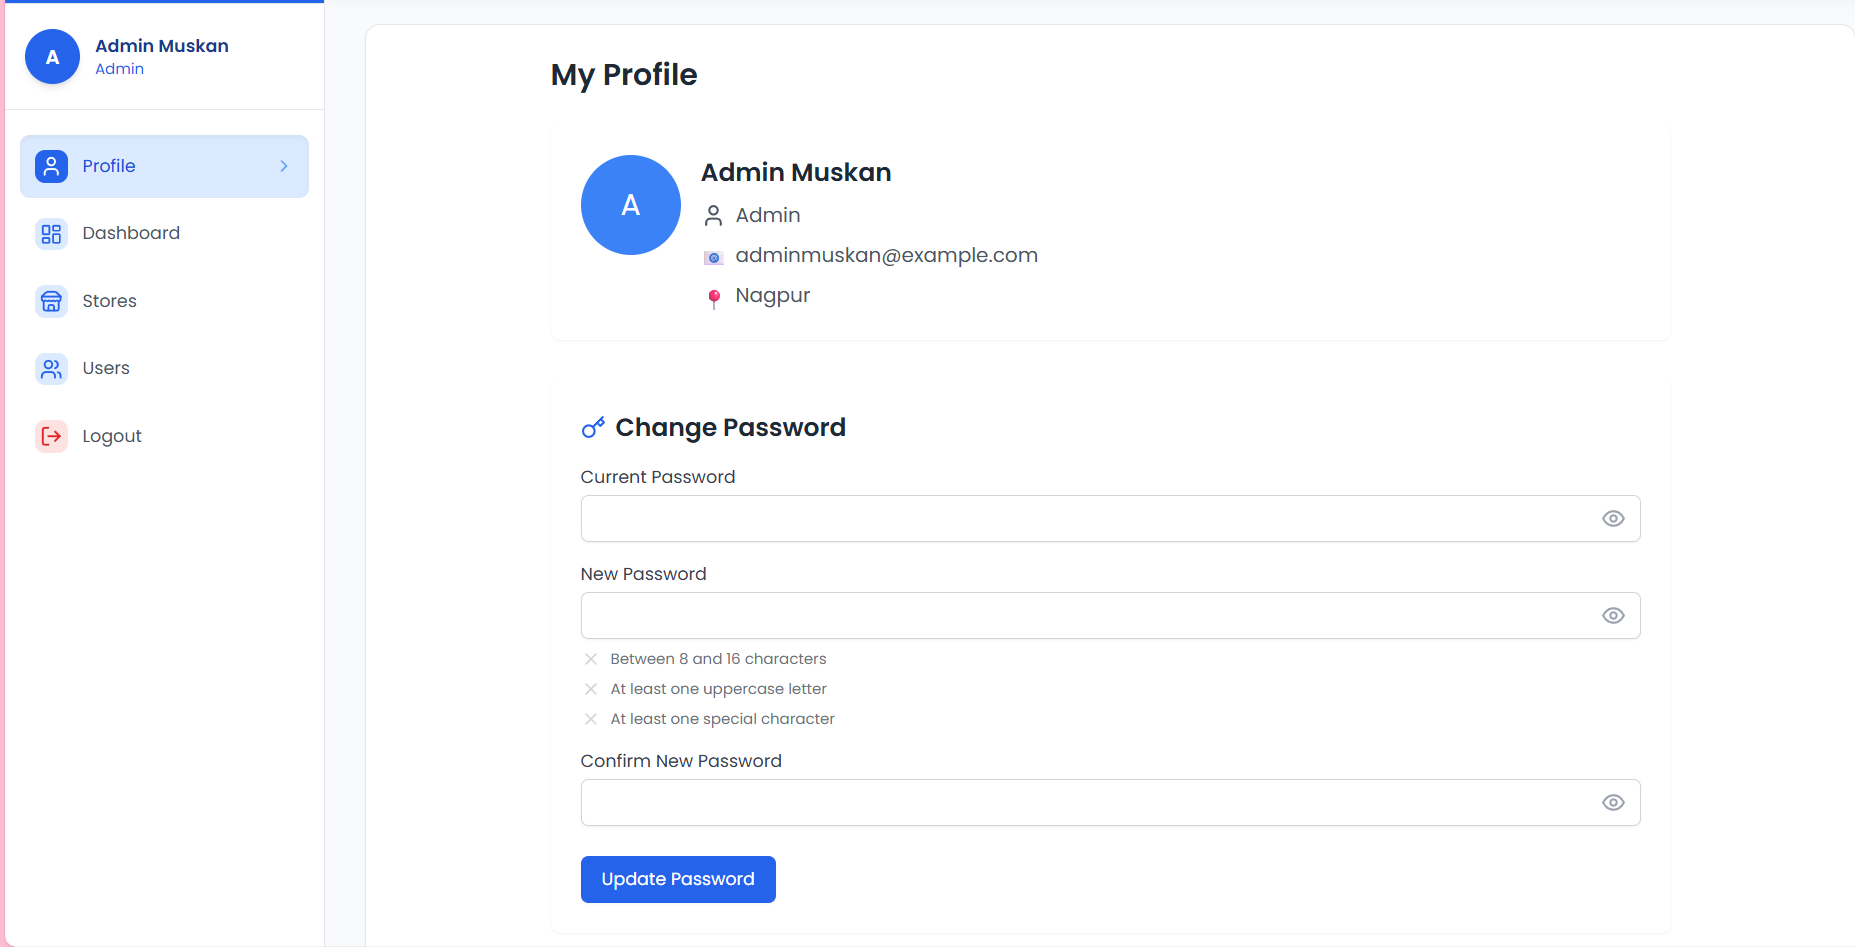 A
Admin Muskan
Admin
Profile
Dashboard
Stores
Users
Logout
My Profile
A
Admin Muskan
Admin
adminmuskan@example.com
Nagpur
Change Password
Current Password
New Password
Between 8 and 16 characters
At least one uppercase letter
At least one special character
Confirm New Password
Update Password